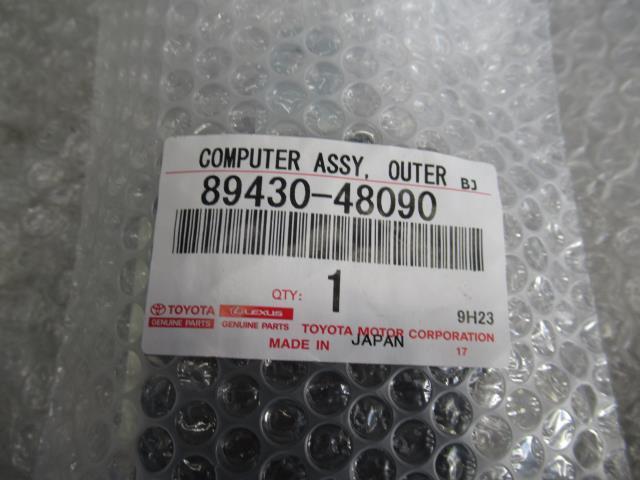 COMPUTER ASSY, OUTER BJ
89430-48090
QTY: 1
9H23
TOYOTA LEXUS
GENUINE PARTS GENUINE PARTS TOYOTA MOTOR CORPORATION
MADE IN JAPAN 17